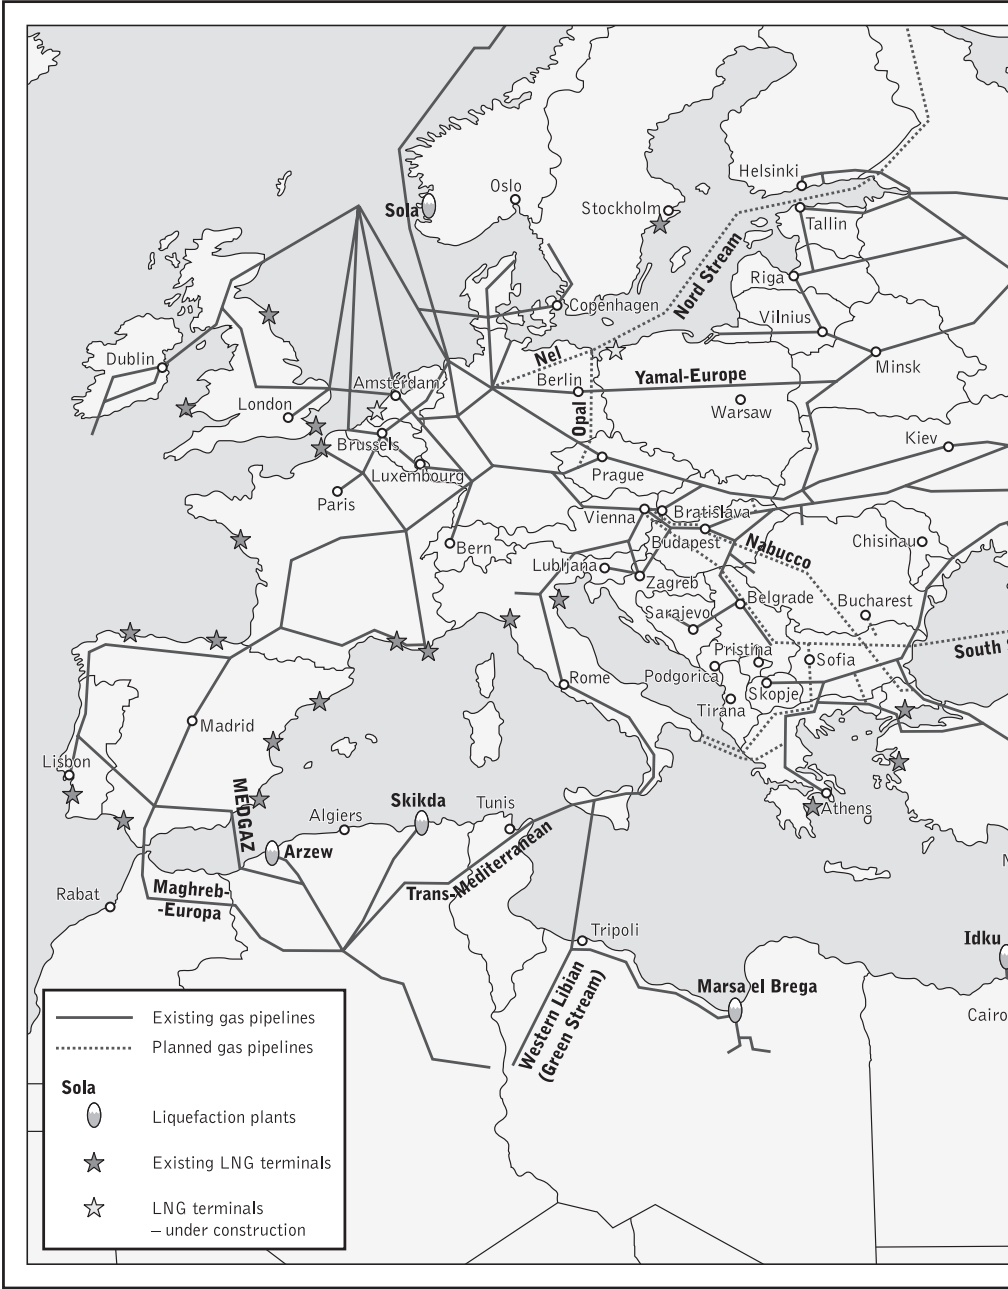 Helsinki
Oslo
Sola
Stockholm
Tallin
Nord Stream
Riga
Copenhagen
Vilnius
Dublin
Nel
Minsk
Amsterdam
Berlin
Yamal-Europe
London
Warsaw
Opal
Brussels
Kiev
Luxembourg
Prague
Paris
Vienna
Bratislava
Bern
Budapest
Nabucco
Chisinau
Lubljana
Zagreb
Belgrade
Bucharest
Sarajevo
Pristina
Sofia
South S
Podgorica
Rome
Skopje
Tirana
Madrid
Lisbon
MEDGAZ
Skikda
Tunis
Algiers
Athens
Arzew
Trans-Mediterranean
N
Rabat
Maghreb-
-Europa
Tripoli
Idku
Western Libian
(Green Stream)
Marsa el Brega
Cairo
Existing gas pipelines
Planned gas pipelines
Sola
Liquefaction plants
Existing LNG terminals
LNG terminals
– under construction